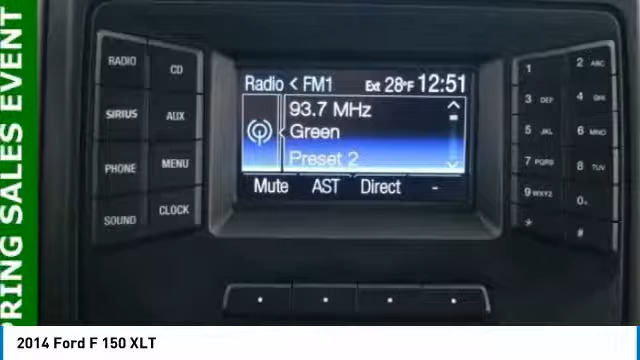 SPRING SALES EVENT
RADIO
CD
SIRIUS
AUX
PHONE
MENU
SOUND
CLOCK
Radio < FM1 Ext 28°F 12:51
93.7 MHz
Green
Preset 2
Mute AST Direct -
1
2 ABC
3 DEF
4 GHI
5 JKL
6 MNO
7 PQRS
8 TUV
9 WXYZ
0
*
#
2014 Ford F 150 XLT